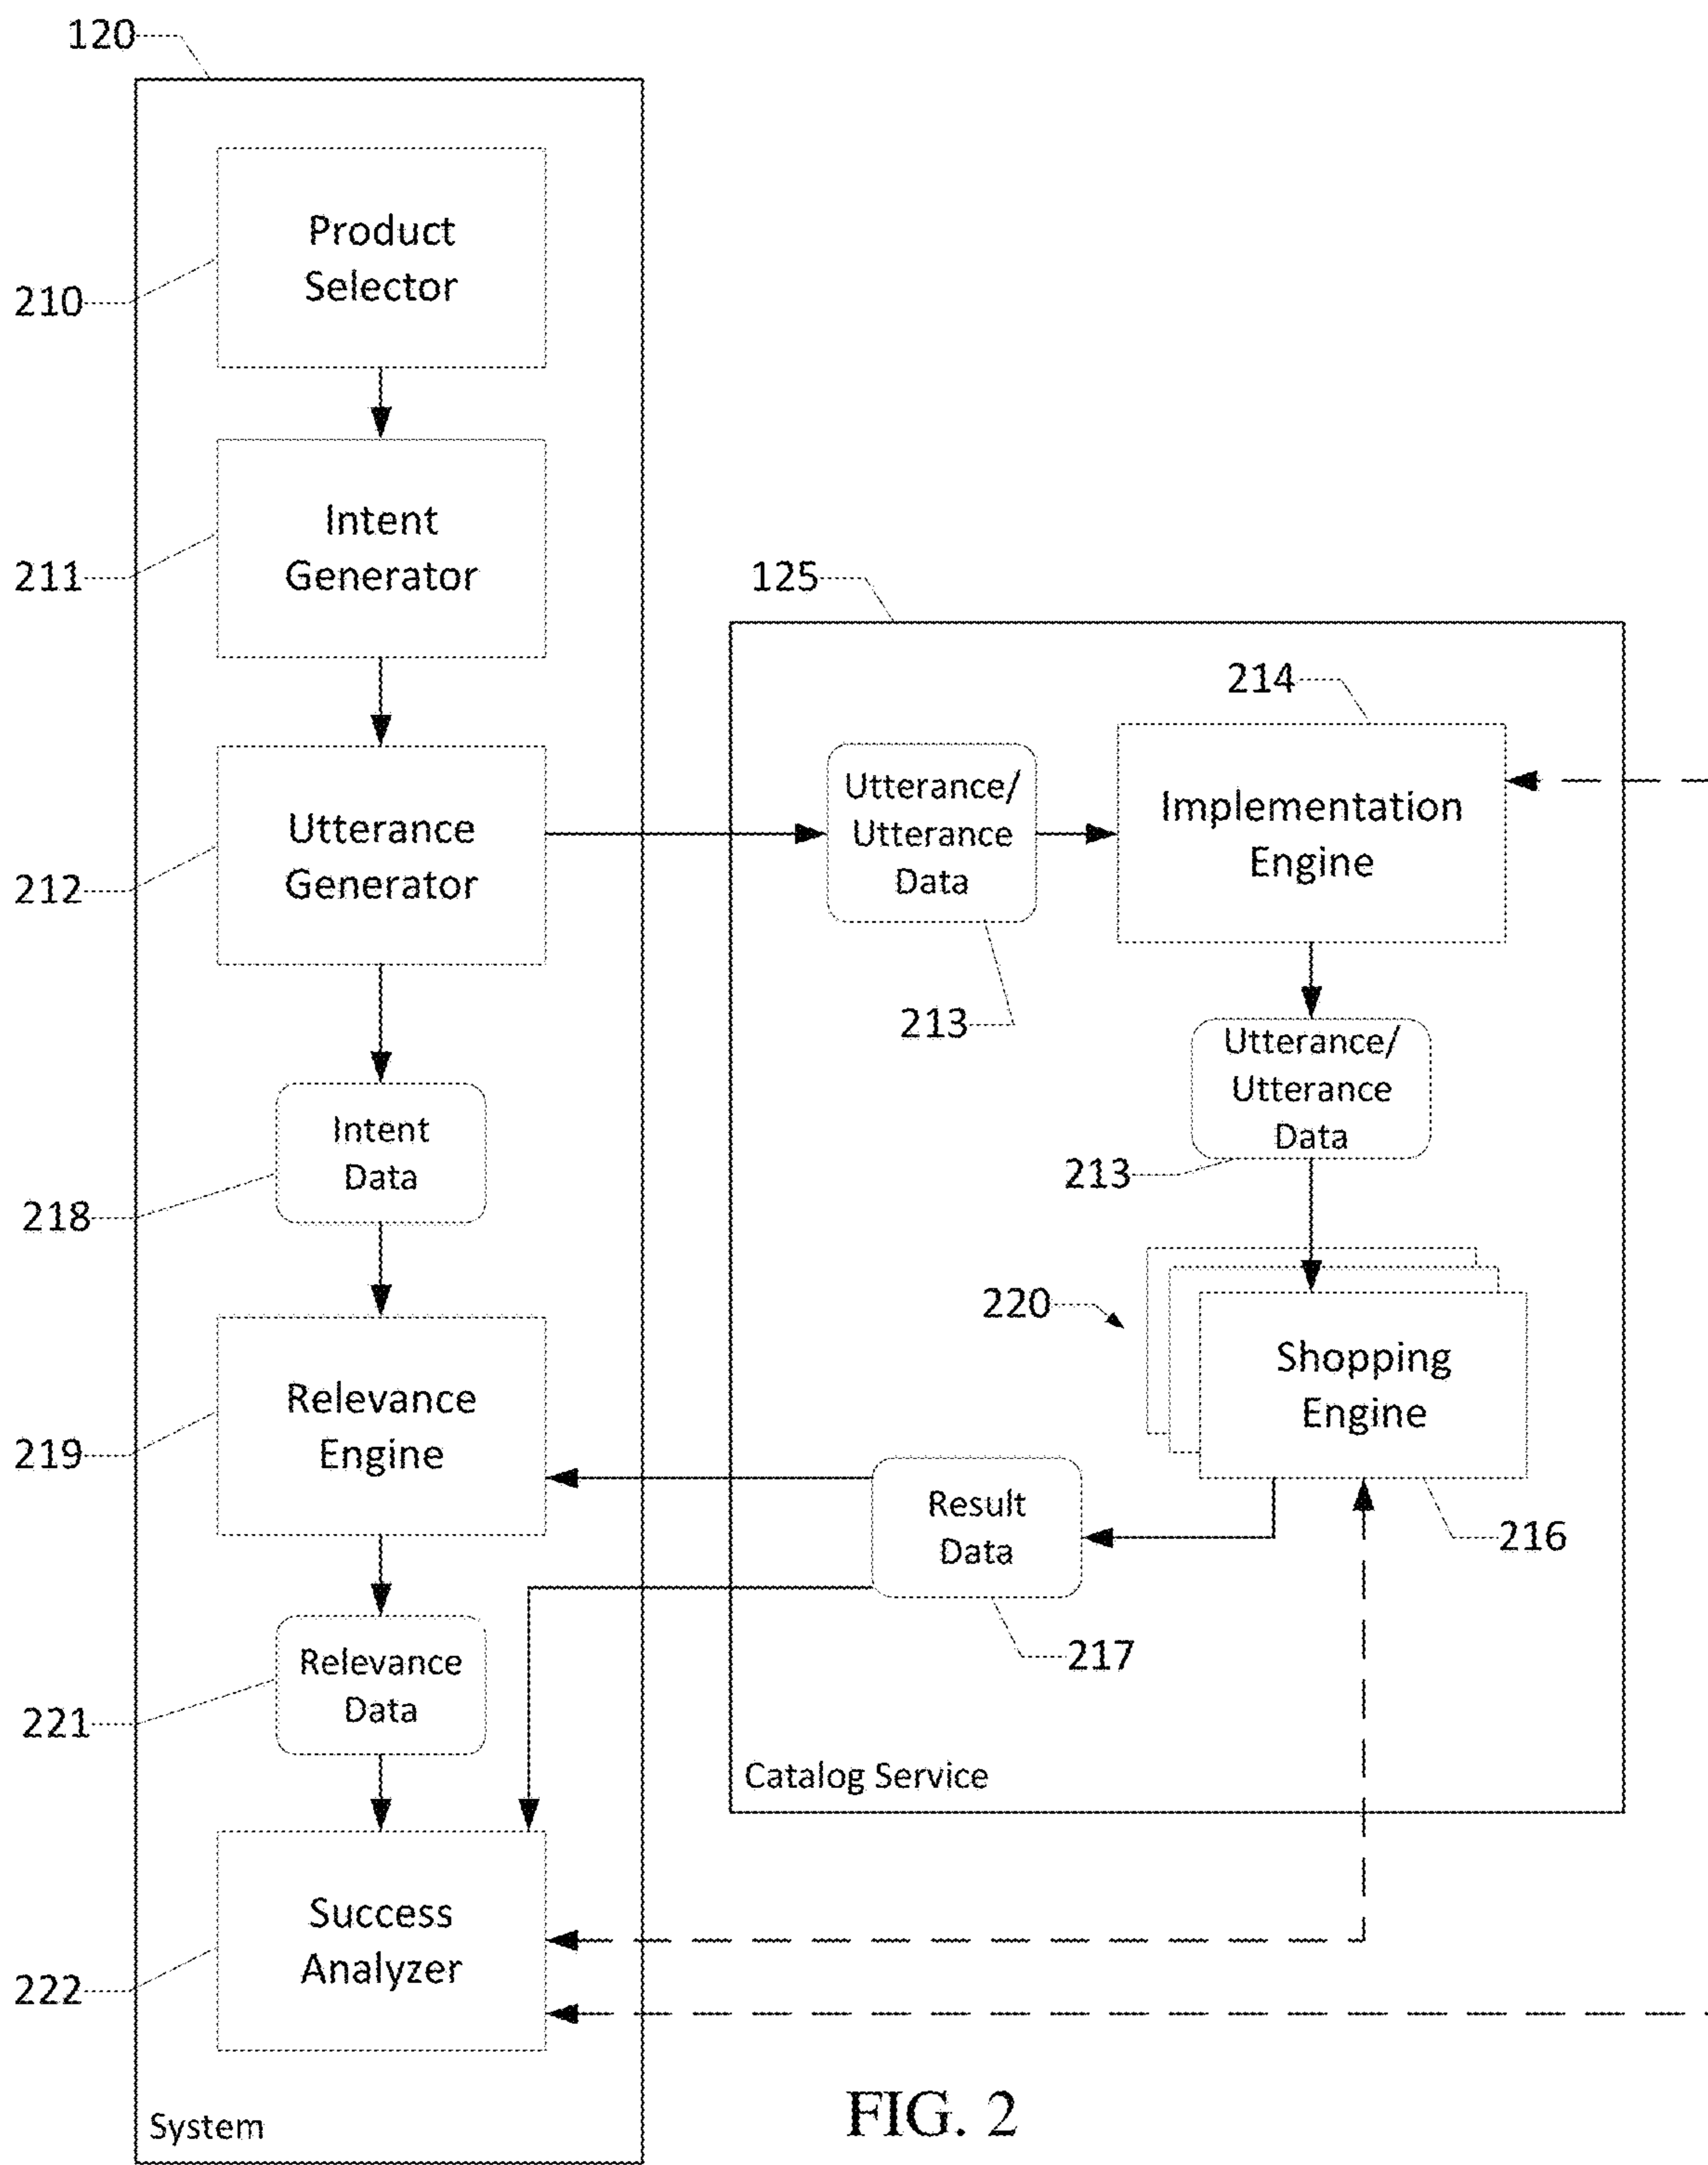 120
Product
Selector
210
Intent
Generator
211
125
214
Utterance
Generator
212
Utterance/
Utterance
Data
213
Implementation
Engine
Utterance/
Utterance
Data
213
Intent
Data
218
220
Shopping
Engine
216
Relevance
Engine
219
Result
Data
217
Relevance
Data
221
Catalog Service
Success
Analyzer
222
System
FIG. 2